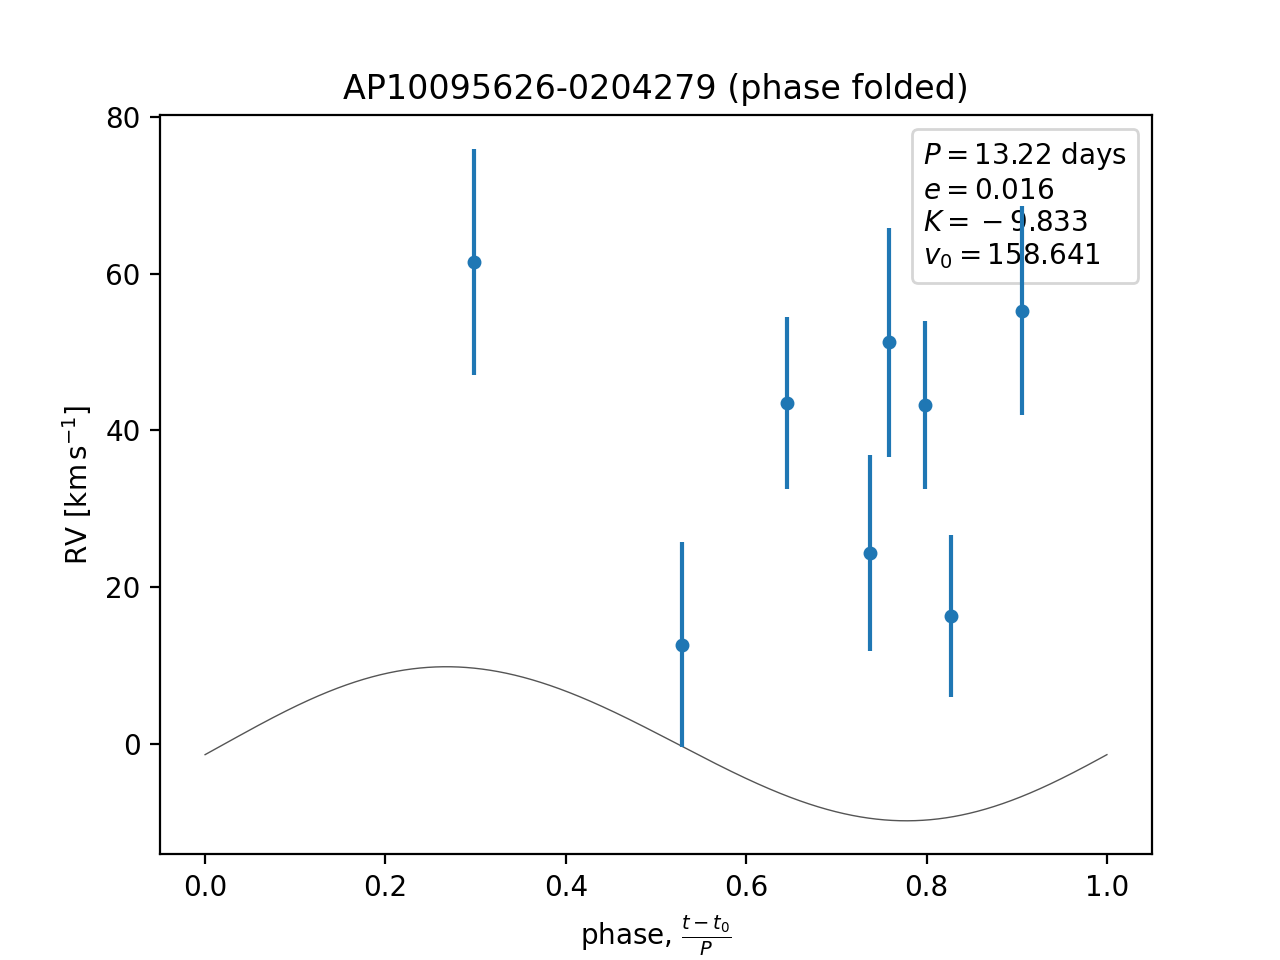 AP10095626-0204279 (phase folded)
P = 13.22 days
e = 0.016
K = −9.833
v₀ = 158.641
RV [km s⁻¹]
80
60
40
20
0
0.0 0.2 0.4 0.6 0.8 1.0
phase, (t − t₀)/P